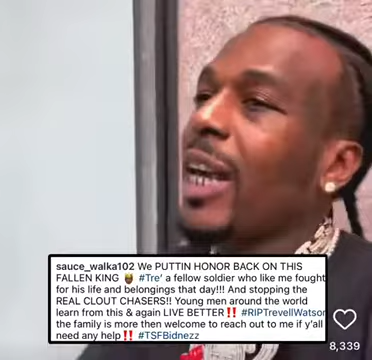 sauce_walka102 We PUTTIN HONOR BACK ON THIS
FALLEN KING #Tre' a fellow soldier who like me fought
for his life and belongings that day!!! And stopping the
REAL CLOUT CHASERS!! Young men around the world
learn from this & again LIVE BETTER‼️ #RIPTrevellWatson
the family is more then welcome to reach out to me if y'all
need any help‼️ #TSFBidnezz
8,339